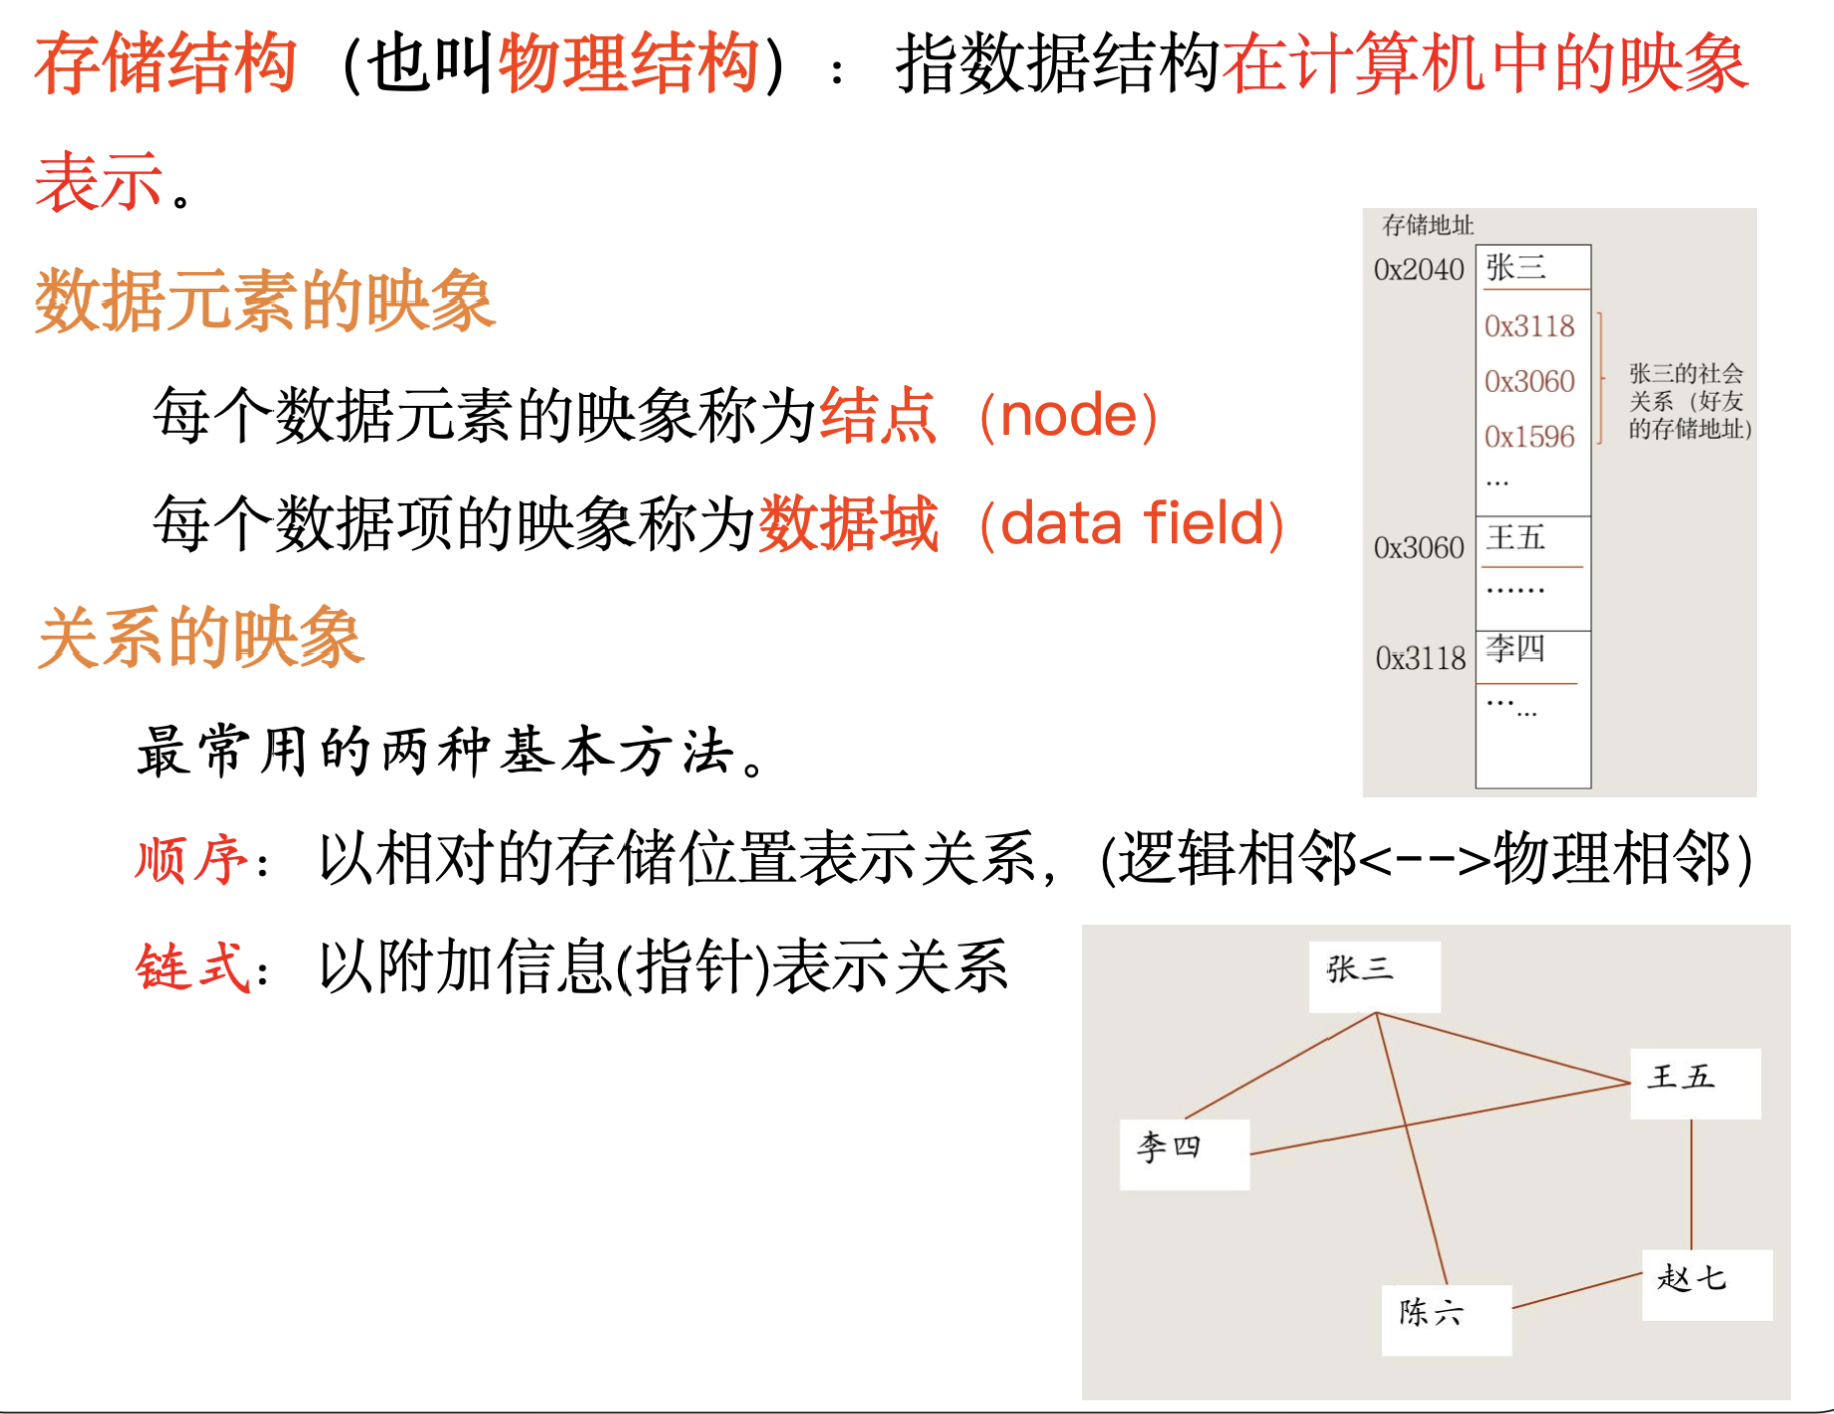 存储结构（也叫物理结构）： 指数据结构在计算机中的映象
表示。
数据元素的映象
每个数据元素的映象称为结点（node）
每个数据项的映象称为数据域（data field）
关系的映象
最常用的两种基本方法。
顺序： 以相对的存储位置表示关系，(逻辑相邻<-->物理相邻)
链式： 以附加信息(指针)表示关系
存储地址
0x2040 张三
0x3118
0x3060
0x1596
...
张三的社会
关系（好友
的存储地址)
0x3060 王五
······
0x3118 李四
···...
张三
王五
李四
赵七
陈六